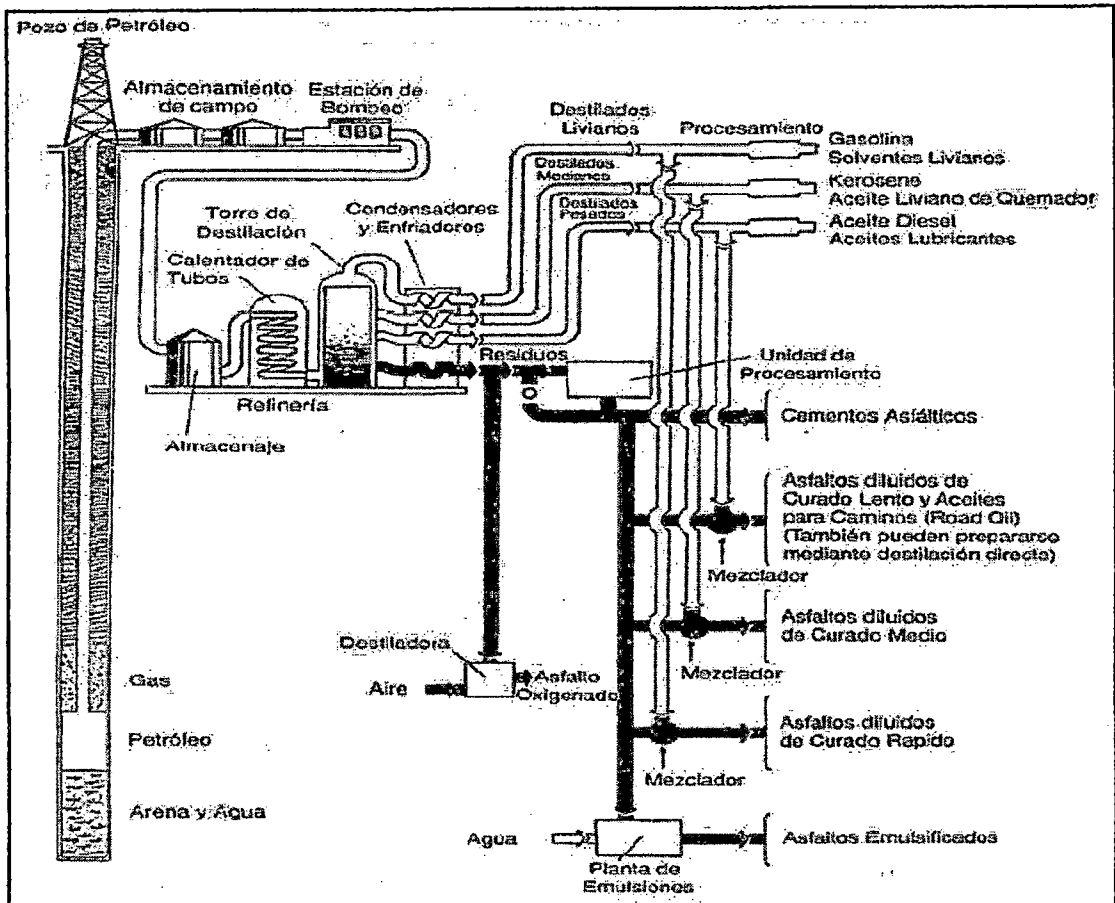 Pozo de Petróleo
Almacenamiento
de campo
Estación de
Bombeo
Destilados
Livianos
Procesamiento
Gasolina
Solventes Livianos
Destilados
Medianos
Kerosene
Aceite Liviano de Quemador
Destilados
Pesados
Aceite Diesel
Aceites Lubricantes
Torre de
Destilación
Condensadores
y Enfriadores
Calentador de
Tubos
Residuos
Unidad de
Procesamiento
Refinería
Almacenaje
Cementos Asfálticos
Asfaltos diluídos de
Curado Lento y Aceites
para Caminos (Road Oil)
(También pueden prepararse
mediante destilación directa)
Mezclador
Asfaltos diluídos
de Curado Medio
Mezclador
Destiladora
Aire
Asfalto
Oxigenado
Gas
Petróleo
Asfaltos diluídos
de Curado Rapido
Mezclador
Arena y Agua
Agua
Planta de
Emulsiones
Asfaltos Emulsificados